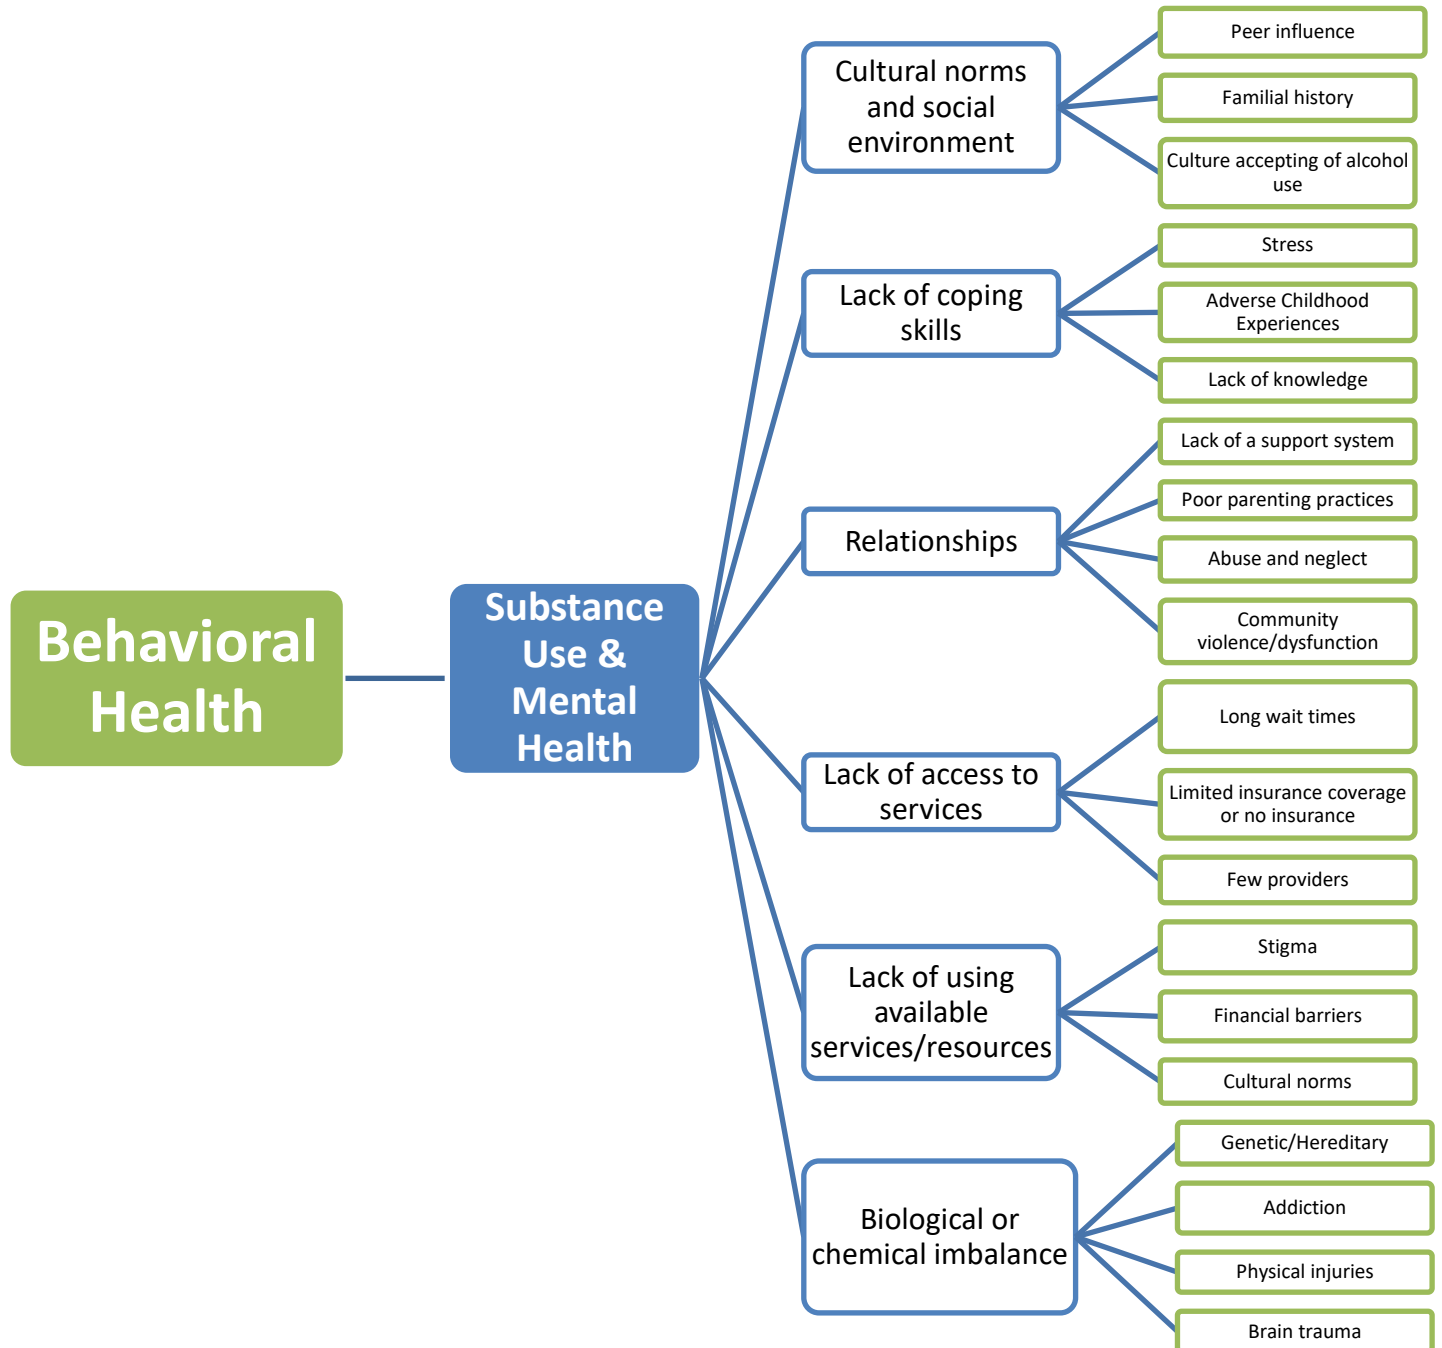 Behavioral
Health
Substance
Use &
Mental
Health
Cultural norms
and social
environment
Peer influence
Familial history
Culture accepting of alcohol
use
Lack of coping
skills
Stress
Adverse Childhood
Experiences
Lack of knowledge
Relationships
Lack of a support system
Poor parenting practices
Abuse and neglect
Community
violence/dysfunction
Lack of access to
services
Long wait times
Limited insurance coverage
or no insurance
Few providers
Lack of using
available
services/resources
Stigma
Financial barriers
Cultural norms
Biological or
chemical imbalance
Genetic/Hereditary
Addiction
Physical injuries
Brain trauma